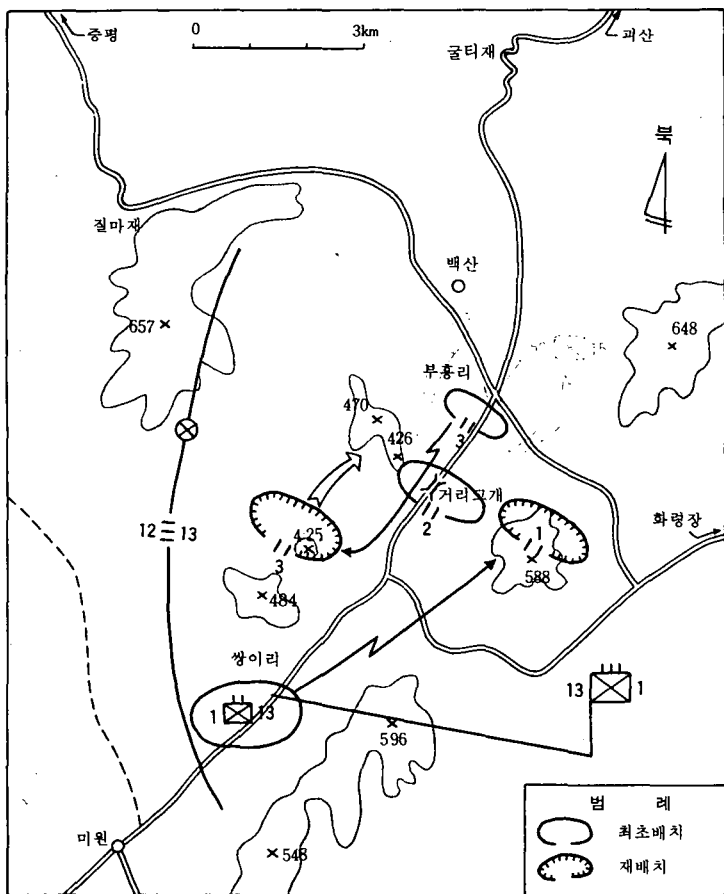 0 3km
증평
굴티재
괴산
북
질마재
백산
657
648
부흥리
470
3
426
거리고개
2
화령장
12 13
4.25
1
3
588
484
쌍이리
13 1
1 13
596
미원
548
범 례
최초배치
재배치